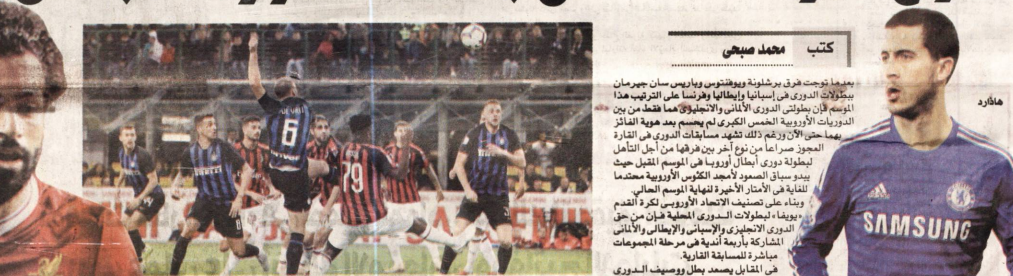 كتب محمد صبحى
بعدما توجت فرق برشلونة ويوفنتوس وباريس سان جيرمان
ببطولات الدورى فى إسبانيا وإيطاليا وفرنسا على الترتيب هذا
الموسم فإن بطولتى الدورى الألمانى والانجليزى هما فقط من بين
الدوريات الأوروبية الخمس الكبرى لم يحسم بعد هوية الفائز
بهما حتى الآن ورغم ذلك تشهد مسابقات الدورى فى القارة
العجوز صراعاً من نوع آخر بين فرقها من أجل التأهل
لبطولة دورى أبطال أوروبا فى الموسم المقبل حيث
يبدو سباق الصعود لأمجد الكئوس الأوروبية محتدما
للغاية فى الأمتار الأخيرة لنهاية الموسم الحالى.
وبناء على تصنيف الاتحاد الأوروبى لكرة القدم
«يويفا» لبطولات الدورى المحلية فإن من حق
الدورى الانجليزى والإسبانى والإيطالى والألمانى
المشاركة بأربعة أندية فى مرحلة المجموعات
مباشرة للمسابقة القارية.
فى المقابل يصعد بطل ووصيف الدورى
هازارد
adidas
SAMSUNG
6
79